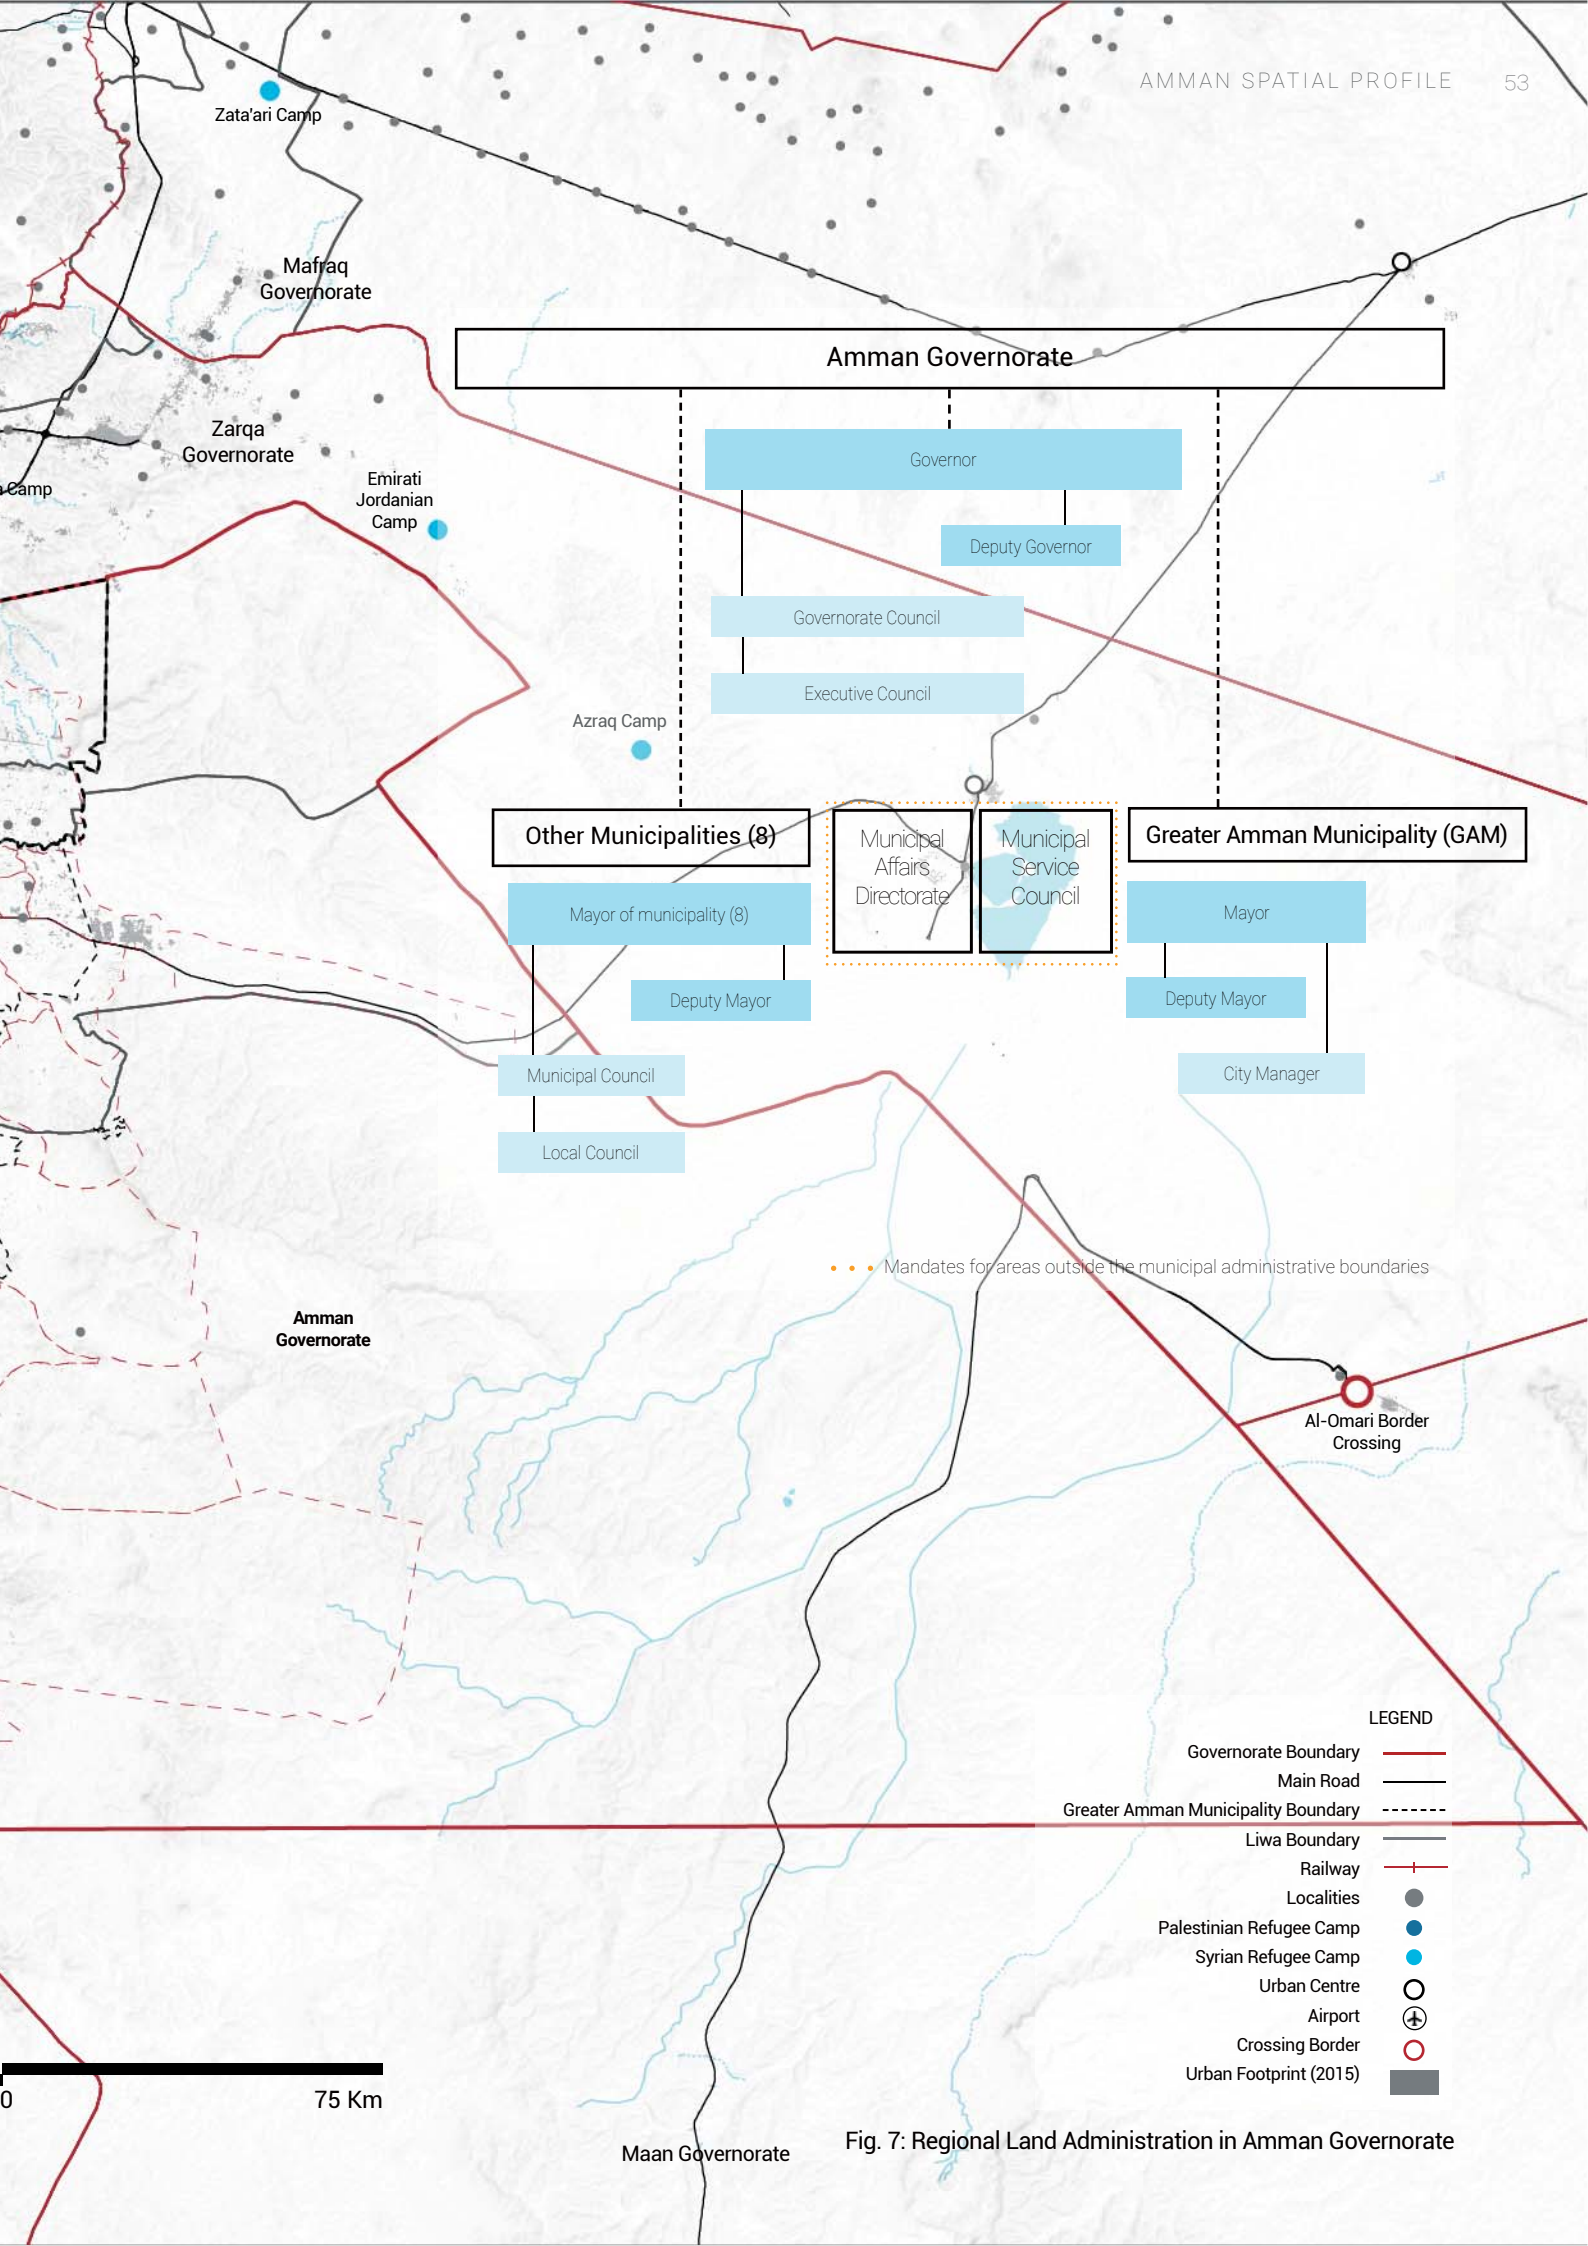 AMMAN SPATIAL PROFILE 53
Zata'ari Camp
Mafraq
Governorate
Amman Governorate
Zarqa
Governorate
Governor
Emirati
Jordanian
Camp
Camp
Deputy Governor
Governorate Council
Executive Council
Azraq Camp
Other Municipalities (8)
Municipal
Affairs
Directorate
Municipal
Service
Council
Greater Amman Municipality (GAM)
Mayor of municipality (8)
Mayor
Deputy Mayor
Deputy Mayor
Municipal Council
City Manager
Local Council
Mandates for areas outside the municipal administrative boundaries
Amman
Governorate
Al-Omari Border
Crossing
LEGEND
Governorate Boundary
Main Road
Greater Amman Municipality Boundary
Liwa Boundary
Railway
Localities
Palestinian Refugee Camp
Syrian Refugee Camp
Urban Centre
Airport
Crossing Border
Urban Footprint (2015)
0 75 Km
Maan Governorate
Fig. 7: Regional Land Administration in Amman Governorate